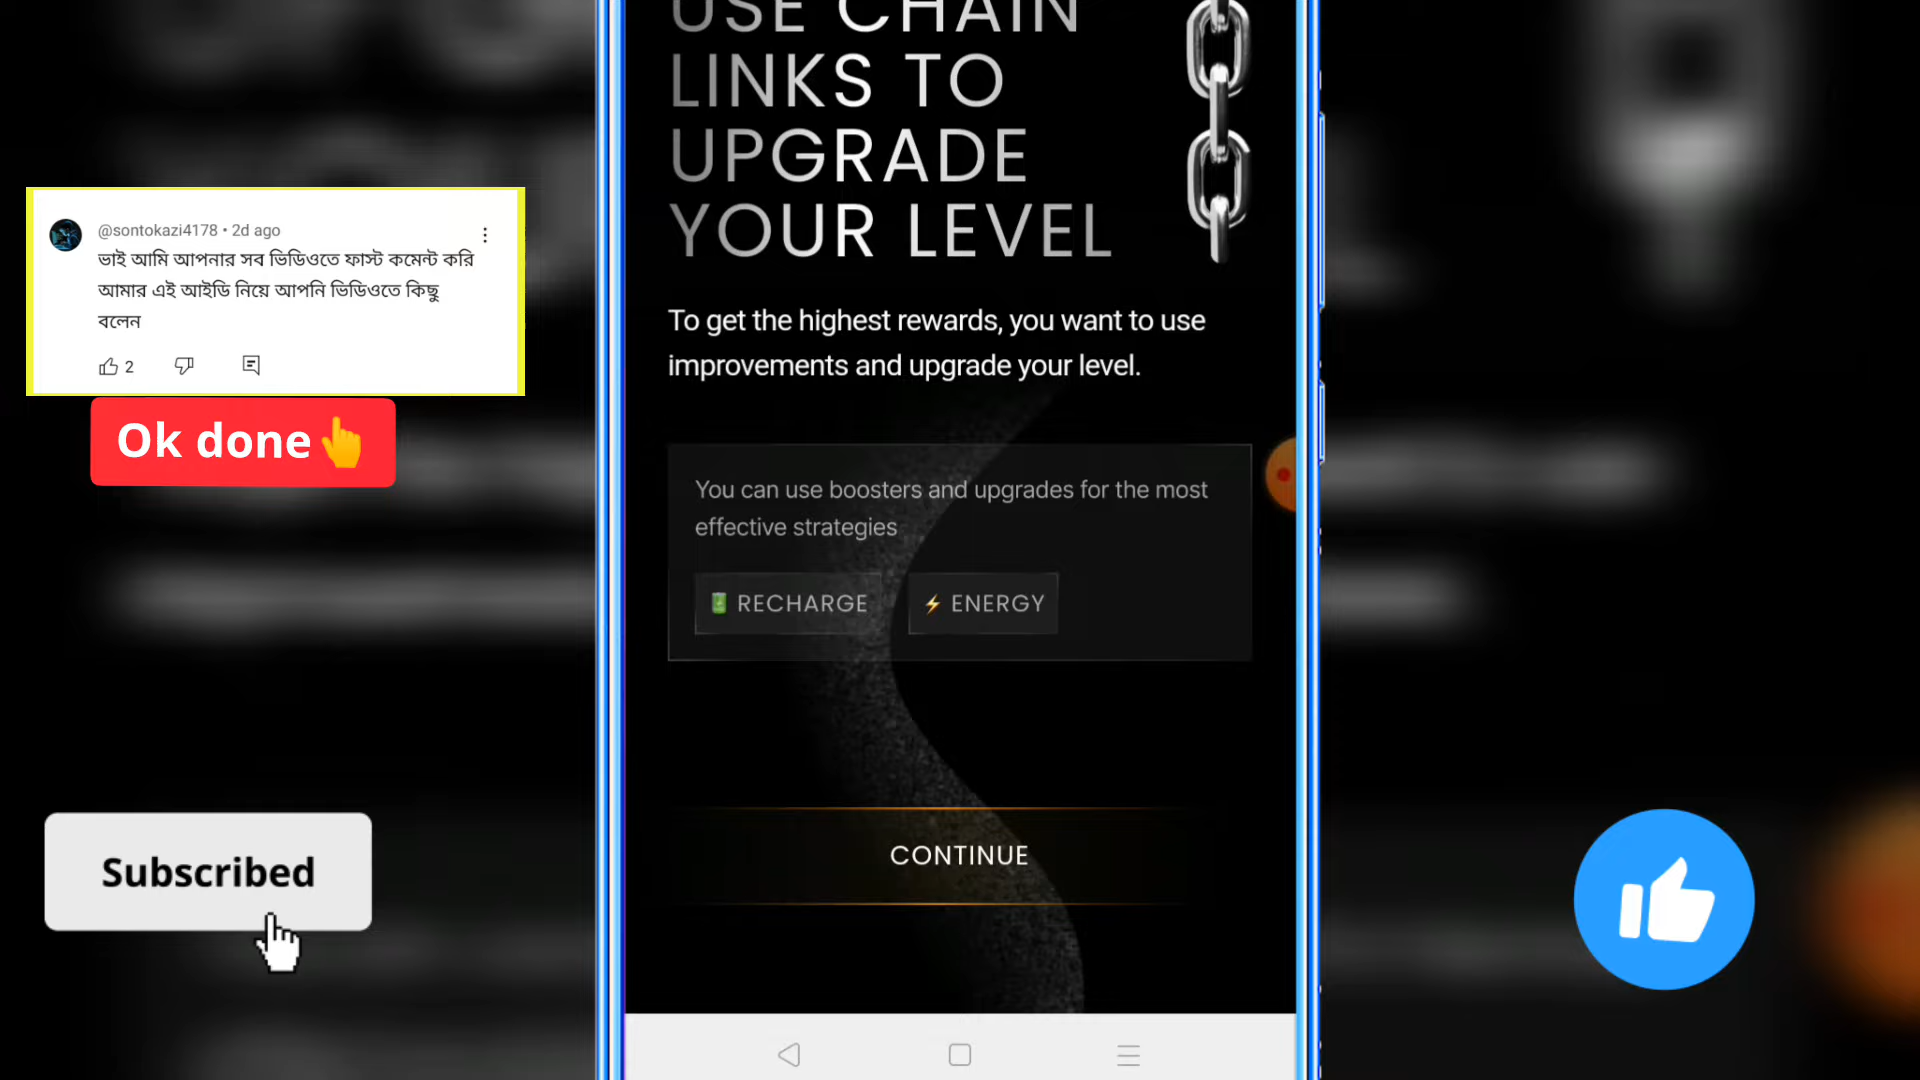 USE CHAIN
LINKS TO
UPGRADE
YOUR LEVEL
To get the highest rewards, you want to use
improvements and upgrade your level.
You can use boosters and upgrades for the most
effective strategies
RECHARGE
ENERGY
CONTINUE
@sontokazi4178 • 2d ago
ভাই আমি আপনার সব ভিডিওতে ফাস্ট কমেন্ট করি
আমার এই আইডি নিয়ে আপনি ভিডিওতে কিছু
বলেন
2
Ok done
Subscribed